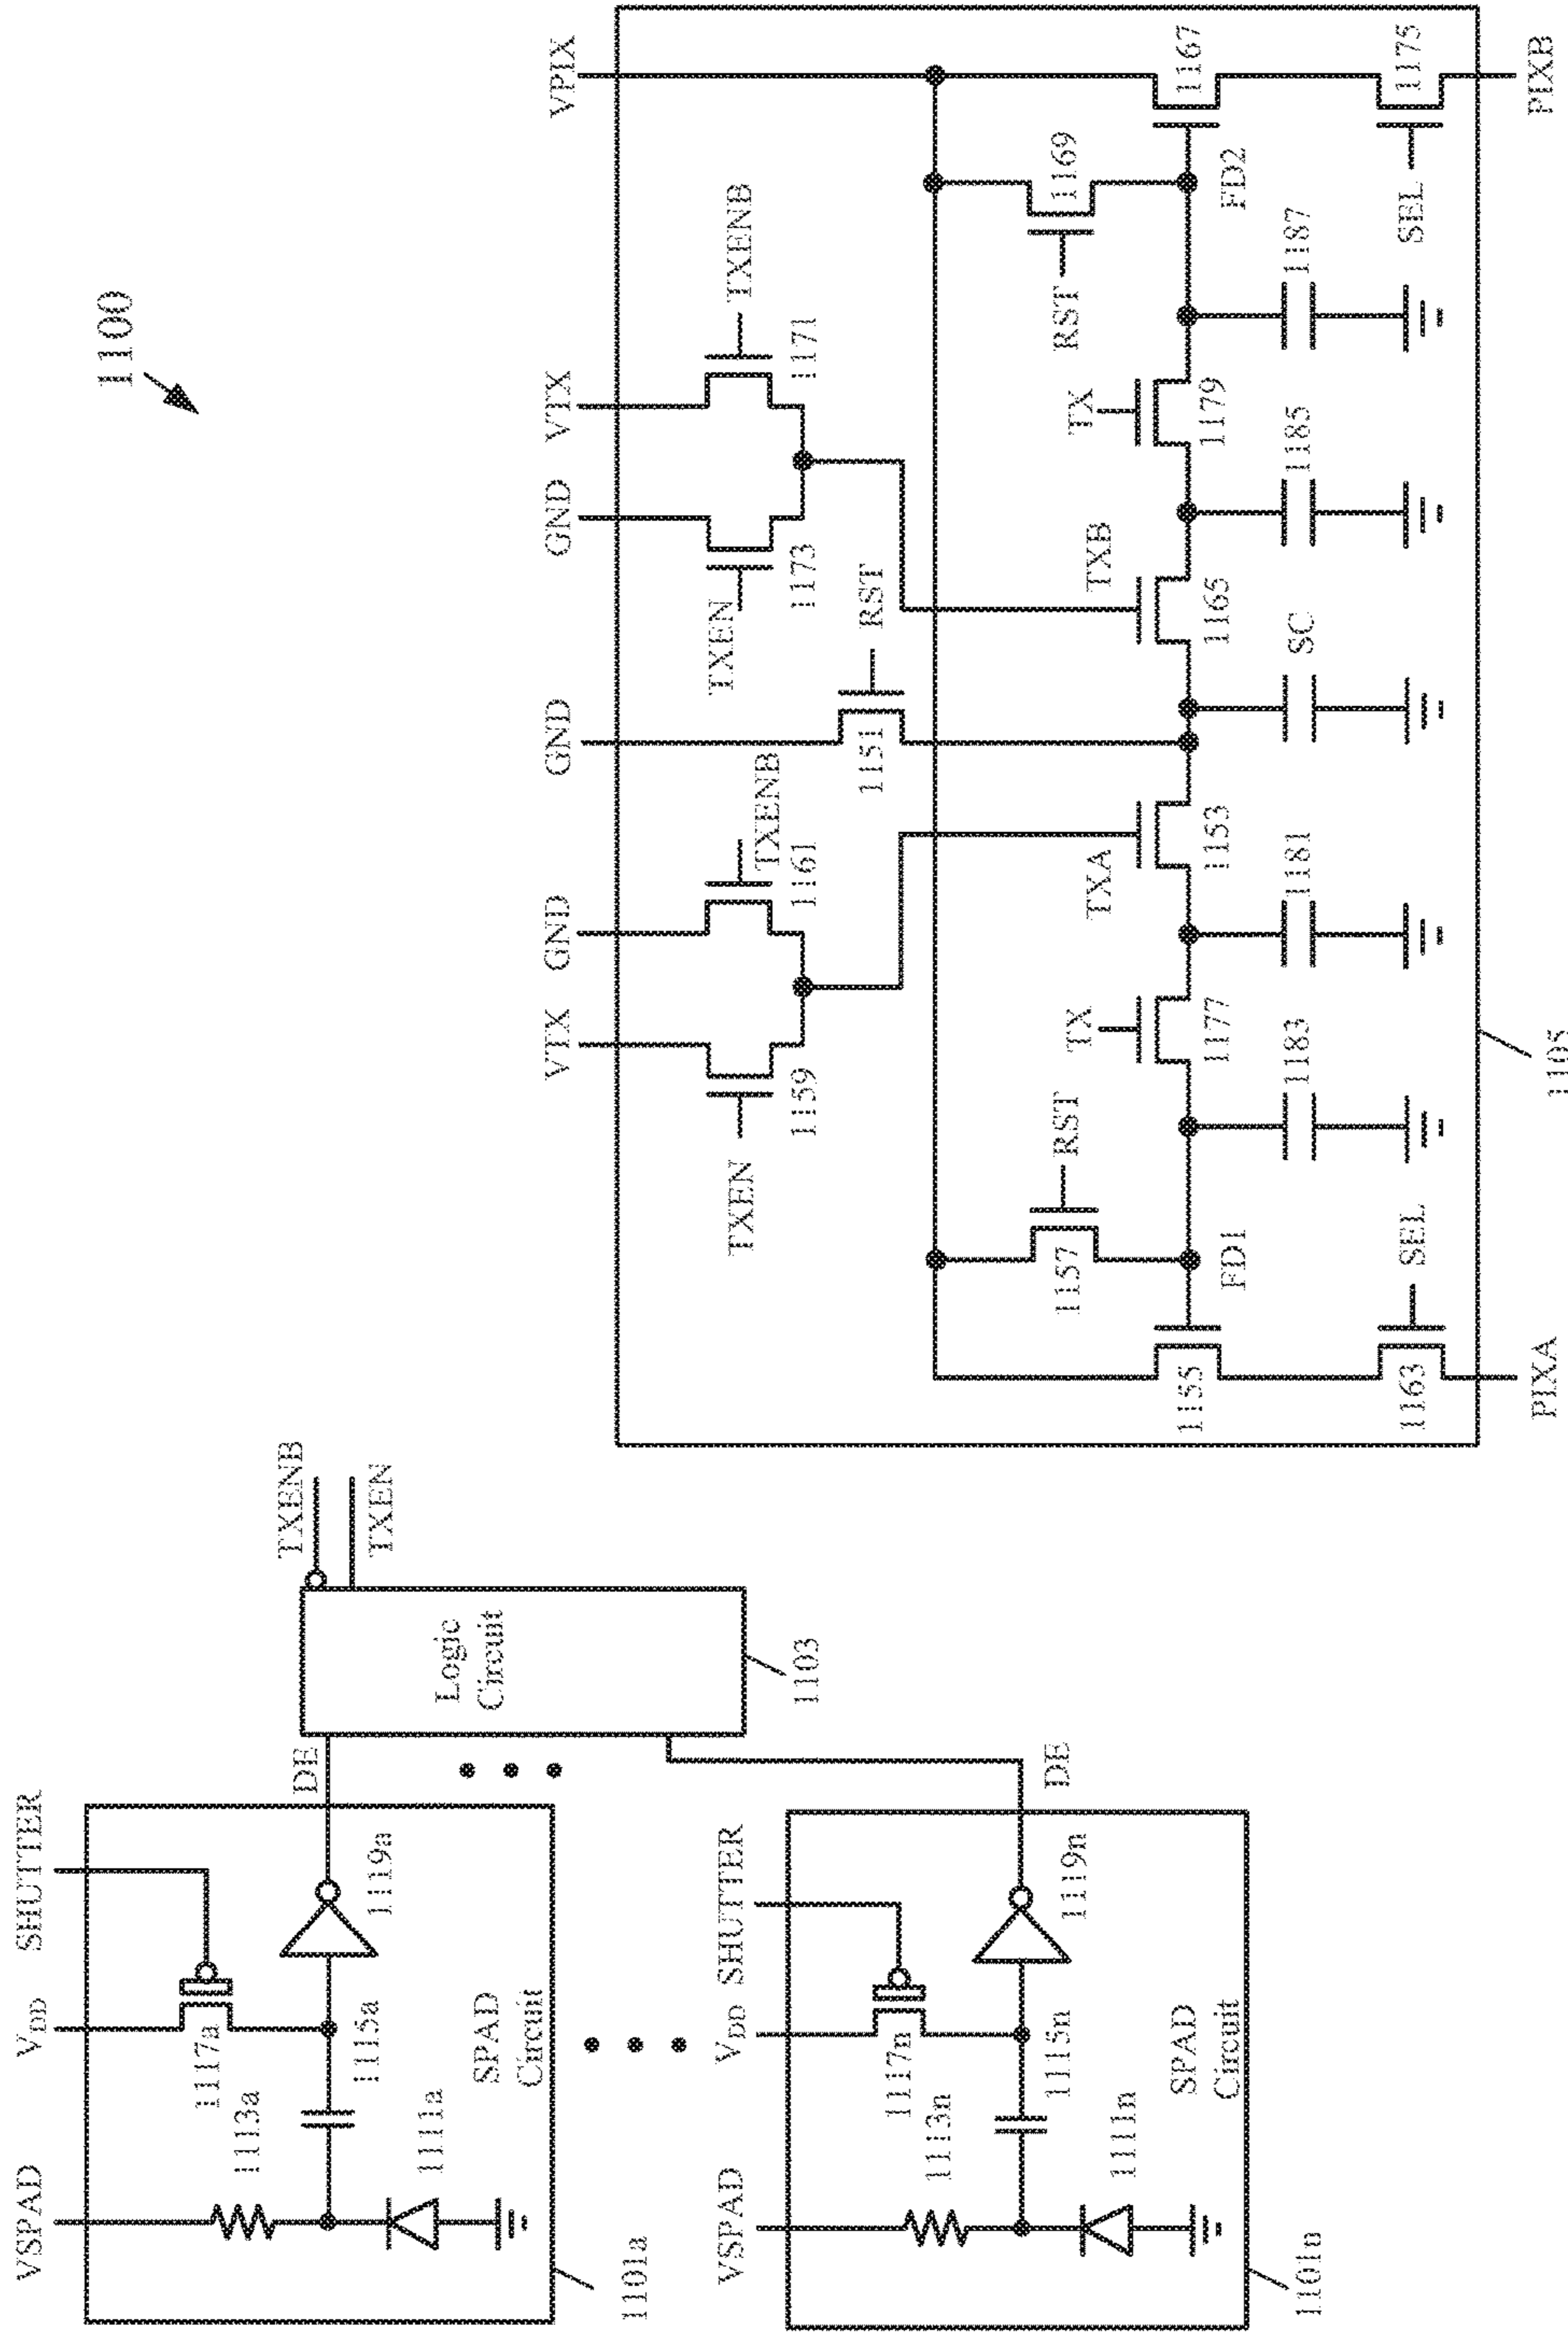 1100
VSPAD
V_DD
SHUTTER
1117a
1113a
1115a
1119a
1111a
SPAD
Circuit
DE
1101a
VSPAD
V_DD
SHUTTER
1117n
1113n
1115n
1119n
1111n
SPAD
Circuit
DE
1101n
Logic
Circuit
1103
TXENB
TXEN
VTX
GND
GND
GND
VTX
VPIX
TXEN
1159
TXENB
1161
1151
RST
TXEN
1173
TXENB
1171
1157
RST
TX
TXA
TXB
TX
RST
1169
1155
FD1
1177
1153
1165
1179
FD2
1167
1183
1181
SC
1185
1187
1163
SEL
SEL
1175
PIXA
PIXB
1105